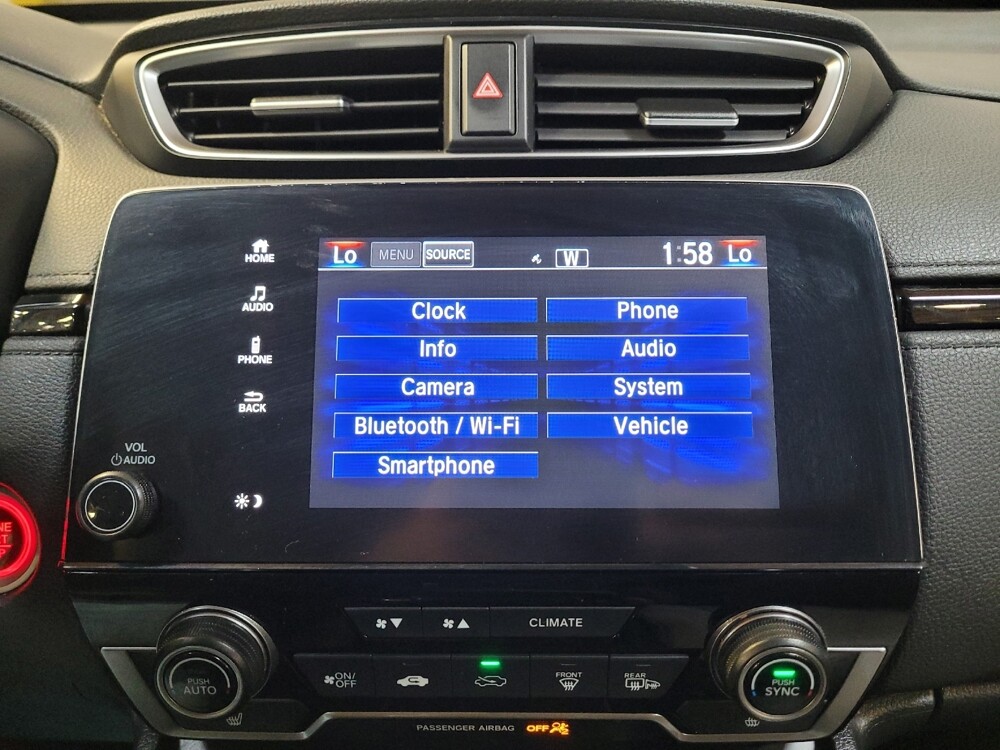 Lo MENU SOURCE W 1:58 Lo
HOME
AUDIO
PHONE
BACK
Clock Phone
Info Audio
Camera System
Bluetooth / Wi-Fi Vehicle
Smartphone
VOL
AUDIO
CLIMATE
PUSH
AUTO
ON/
OFF
FRONT
REAR
PUSH
SYNC
PASSENGER AIRBAG OFF